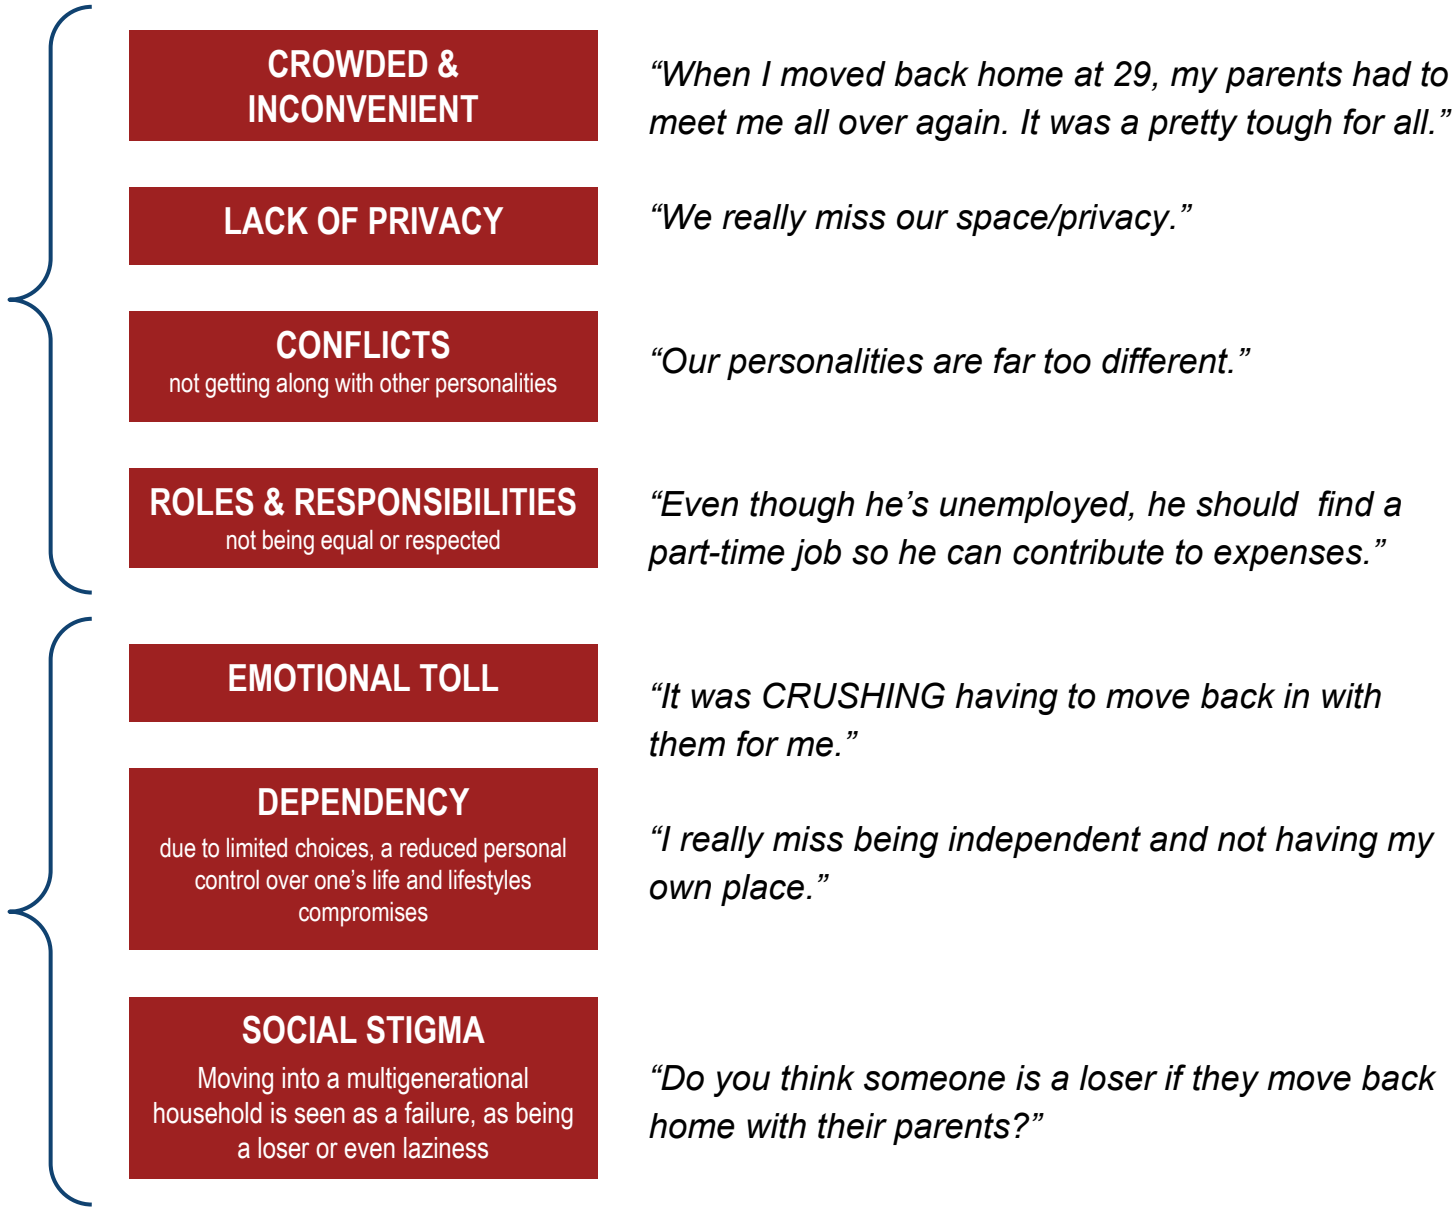 CROWDED &
INCONVENIENT
“When I moved back home at 29, my parents had to
meet me all over again. It was a pretty tough for all.”
LACK OF PRIVACY
“We really miss our space/privacy.”
CONFLICTS
not getting along with other personalities
“Our personalities are far too different.”
ROLES & RESPONSIBILITIES
not being equal or respected
“Even though he’s unemployed, he should find a
part-time job so he can contribute to expenses.”
EMOTIONAL TOLL
“It was CRUSHING having to move back in with
them for me.”
DEPENDENCY
due to limited choices, a reduced personal
control over one’s life and lifestyles
compromises
“I really miss being independent and not having my
own place.”
SOCIAL STIGMA
Moving into a multigenerational
household is seen as a failure, as being
a loser or even laziness
“Do you think someone is a loser if they move back
home with their parents?”